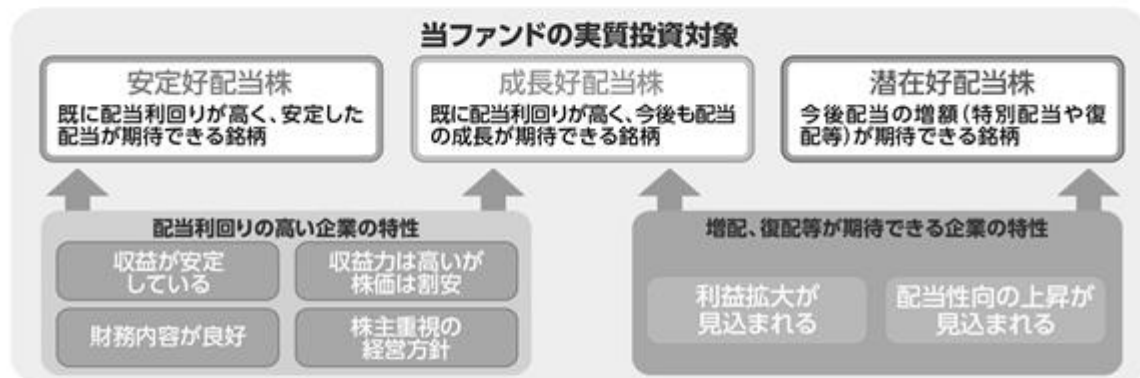 当ファンドの実質投資対象
安定好配当株
既に配当利回りが高く、安定した
配当が期待できる銘柄
成長好配当株
既に配当利回りが高く、今後も配当
の成長が期待できる銘柄
潜在好配当株
今後配当の増額(特別配当や復
配等)が期待できる銘柄
配当利回りの高い企業の特性
収益が安定
している
収益力は高いが
株価は割安
財務内容が良好
株主重視の
経営方針
増配、復配等が期待できる企業の特性
利益拡大が
見込まれる
配当性向の上昇が
見込まれる